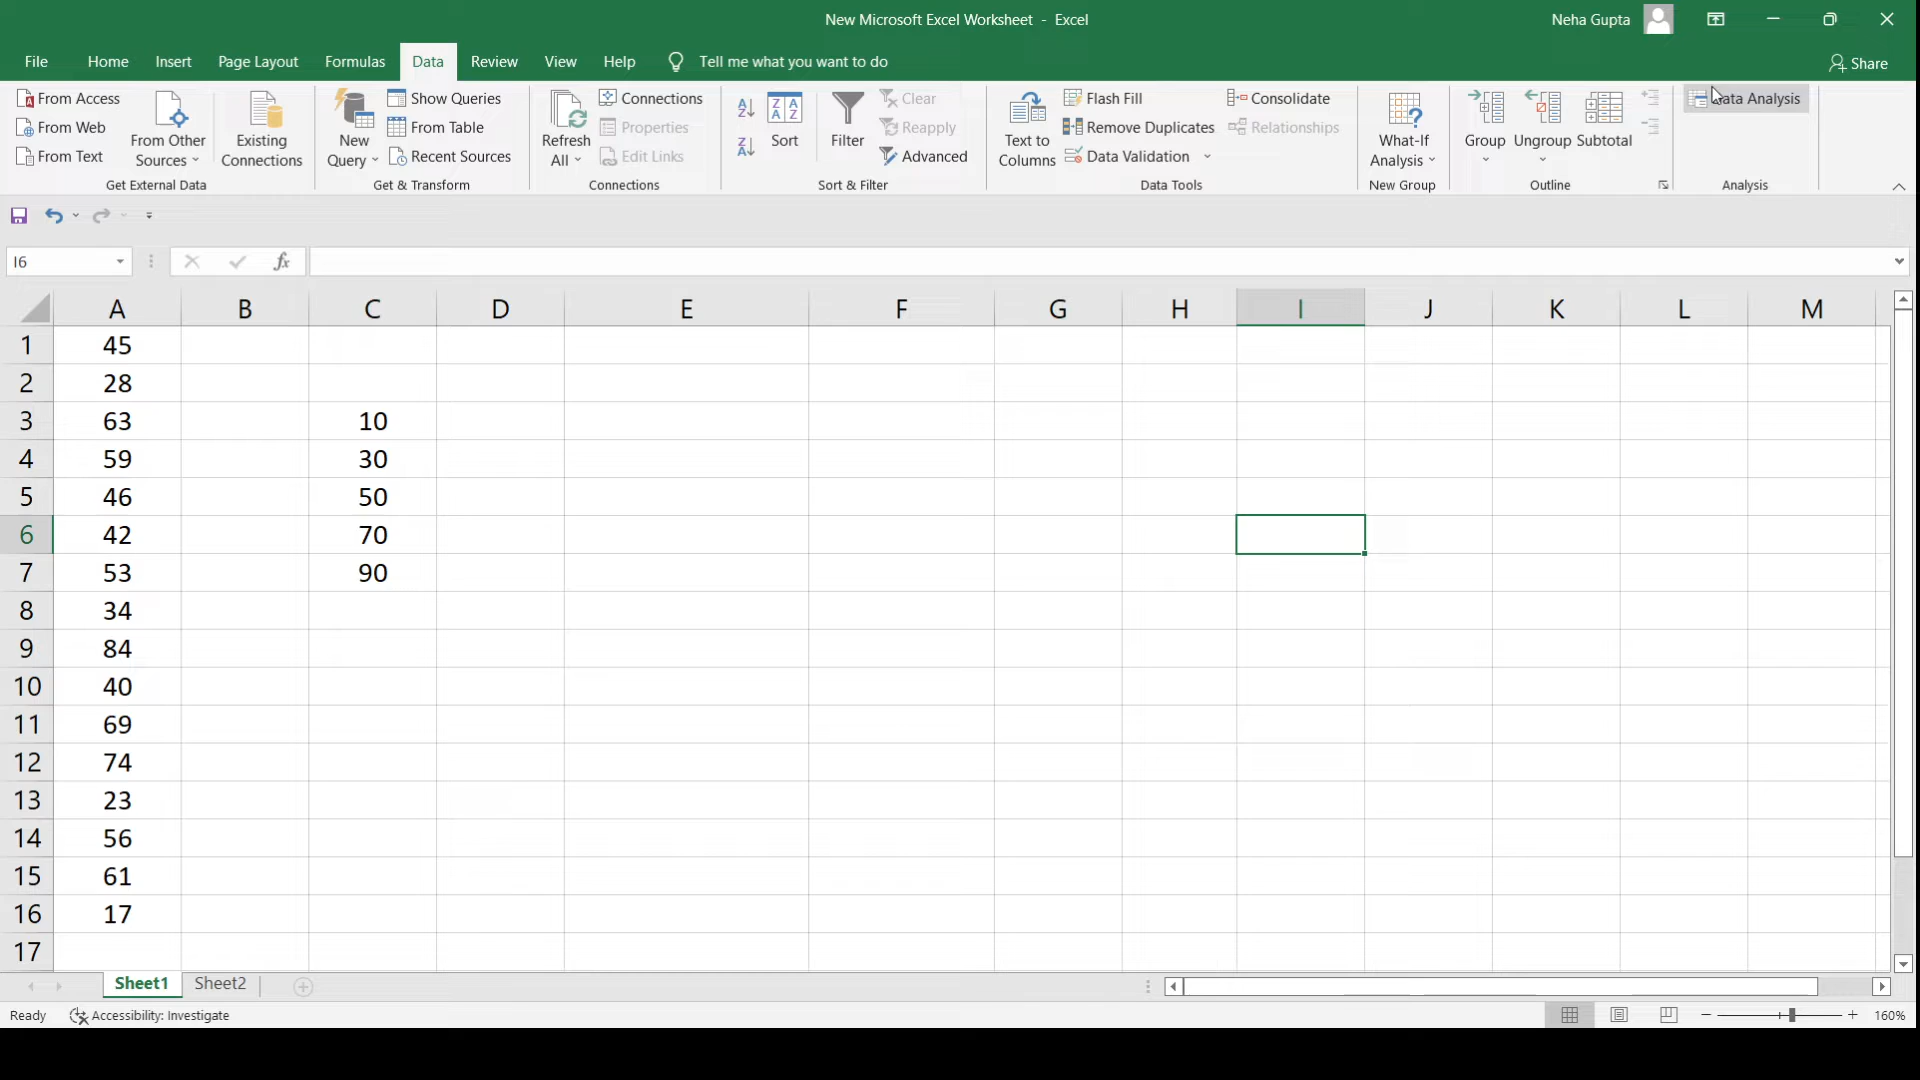 New Microsoft Excel Worksheet - Excel
Neha Gupta
File Home Insert Page Layout Formulas Data Review View Help Tell me what you want to do
Share
From Access
From Web
From Text
From Other
Sources
Existing
Connections
Get External Data
New
Query
Show Queries
From Table
Recent Sources
Get & Transform
Refresh
All
Connections
Properties
Edit Links
Connections
Sort
Filter
Clear
Reapply
Advanced
Sort & Filter
Text to
Columns
Flash Fill
Remove Duplicates
Data Validation
Consolidate
Relationships
Data Tools
What-If
Analysis
New Group
Group
Ungroup
Subtotal
Outline
Data Analysis
Analysis
I6
fx
A B C D E F G H I J K L M
1 45
2 28
3 63 10
4 59 30
5 46 50
6 42 70
7 53 90
8 34
9 84
10 40
11 69
12 74
13 23
14 56
15 61
16 17
17
Sheet1 Sheet2
Ready Accessibility: Investigate
160%